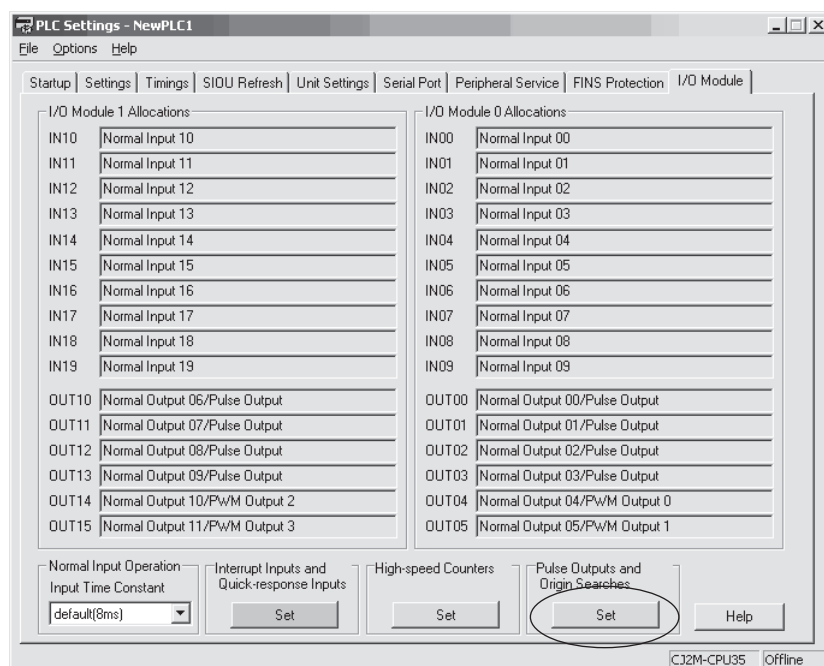 PLC Settings - NewPLC1
File Options Help
Startup Settings Timings SIOU Refresh Unit Settings Serial Port Peripheral Service FINS Protection I/O Module
I/O Module 1 Allocations
IN10 Normal Input 10
IN11 Normal Input 11
IN12 Normal Input 12
IN13 Normal Input 13
IN14 Normal Input 14
IN15 Normal Input 15
IN16 Normal Input 16
IN17 Normal Input 17
IN18 Normal Input 18
IN19 Normal Input 19
OUT10 Normal Output 06/Pulse Output
OUT11 Normal Output 07/Pulse Output
OUT12 Normal Output 08/Pulse Output
OUT13 Normal Output 09/Pulse Output
OUT14 Normal Output 10/PWM Output 2
OUT15 Normal Output 11/PWM Output 3
I/O Module 0 Allocations
IN00 Normal Input 00
IN01 Normal Input 01
IN02 Normal Input 02
IN03 Normal Input 03
IN04 Normal Input 04
IN05 Normal Input 05
IN06 Normal Input 06
IN07 Normal Input 07
IN08 Normal Input 08
IN09 Normal Input 09
OUT00 Normal Output 00/Pulse Output
OUT01 Normal Output 01/Pulse Output
OUT02 Normal Output 02/Pulse Output
OUT03 Normal Output 03/Pulse Output
OUT04 Normal Output 04/PWM Output 0
OUT05 Normal Output 05/PWM Output 1
Normal Input Operation
Input Time Constant
default(8ms)
Interrupt Inputs and
Quick-response Inputs
Set
High-speed Counters
Set
Pulse Outputs and
Origin Searches
Set
Help
CJ2M-CPU35 Offline